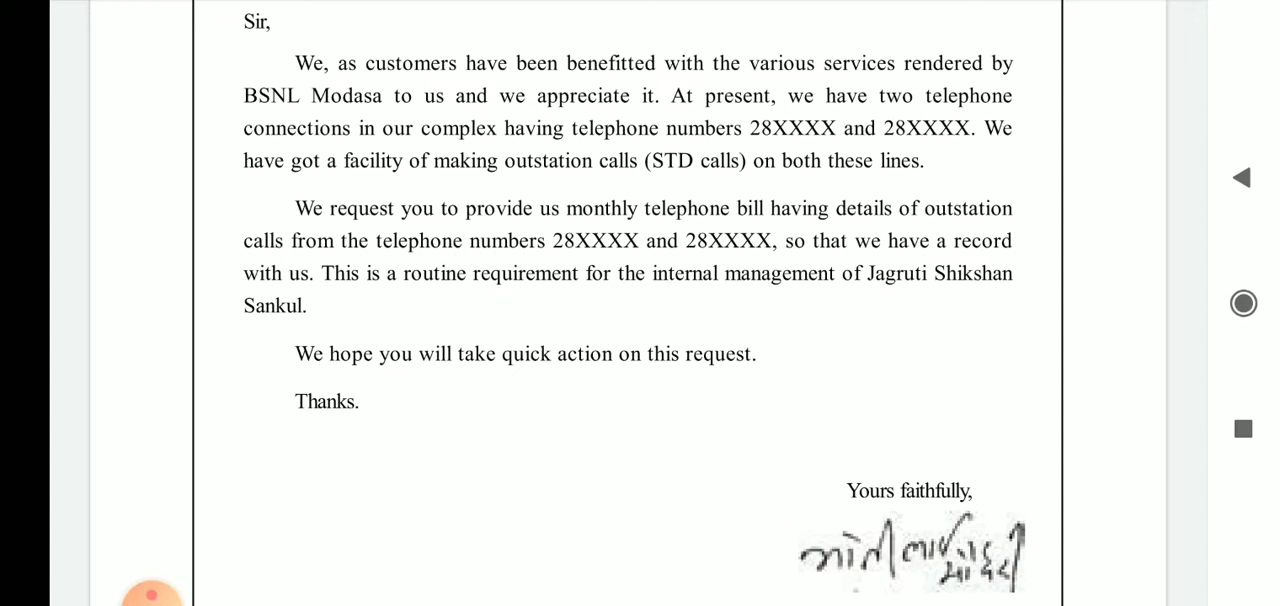 Sir,
We, as customers have been benefitted with the various services rendered by
BSNL Modasa to us and we appreciate it. At present, we have two telephone
connections in our complex having telephone numbers 28XXXX and 28XXXX. We
have got a facility of making outstation calls (STD calls) on both these lines.
We request you to provide us monthly telephone bill having details of outstation
calls from the telephone numbers 28XXXX and 28XXXX, so that we have a record
with us. This is a routine requirement for the internal management of Jagruti Shikshan
Sankul.
We hope you will take quick action on this request.
Thanks.
Yours faithfully,